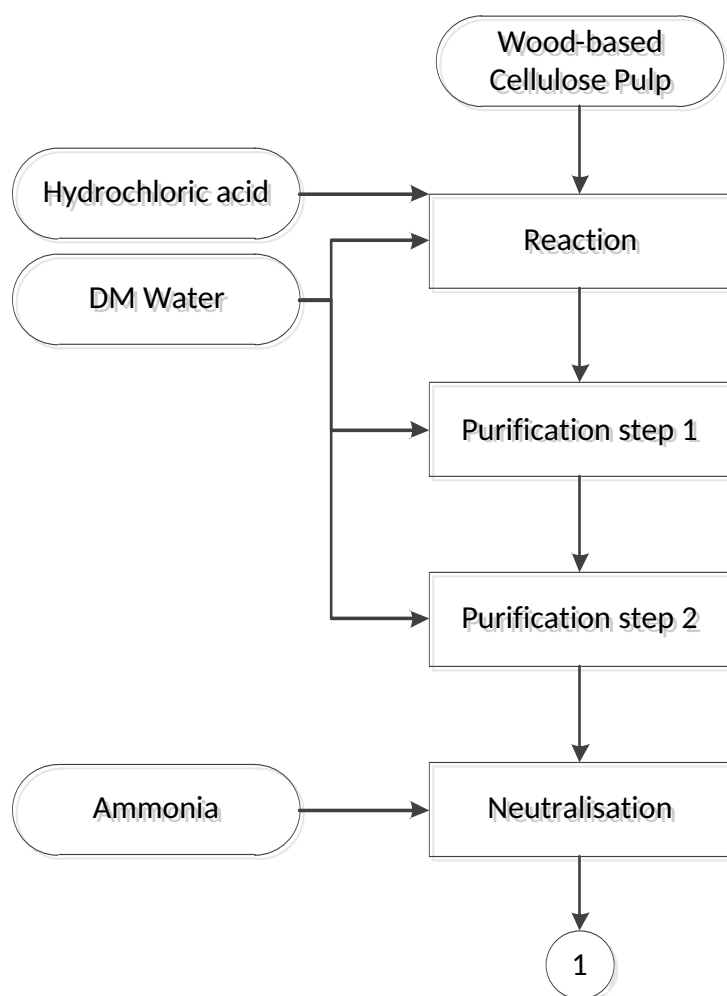 Wood-based
Cellulose Pulp
Hydrochloric acid
Reaction
DM Water
Purification step 1
Purification step 2
Ammonia
Neutralisation
1